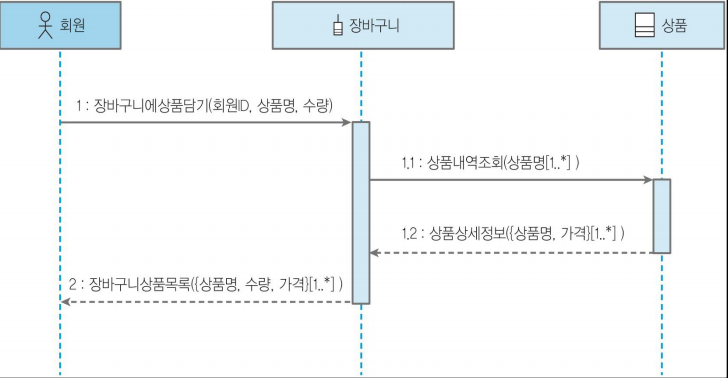 회원
장바구니
상품
1 : 장바구니에상품담기(회원ID, 상품명, 수량)
1.1 : 상품내역조회(상품명[1..*] )
1.2 : 상품상세정보({상품명, 가격}[1..*] )
2 : 장바구니상품목록({상품명, 수량, 가격}[1..*] )